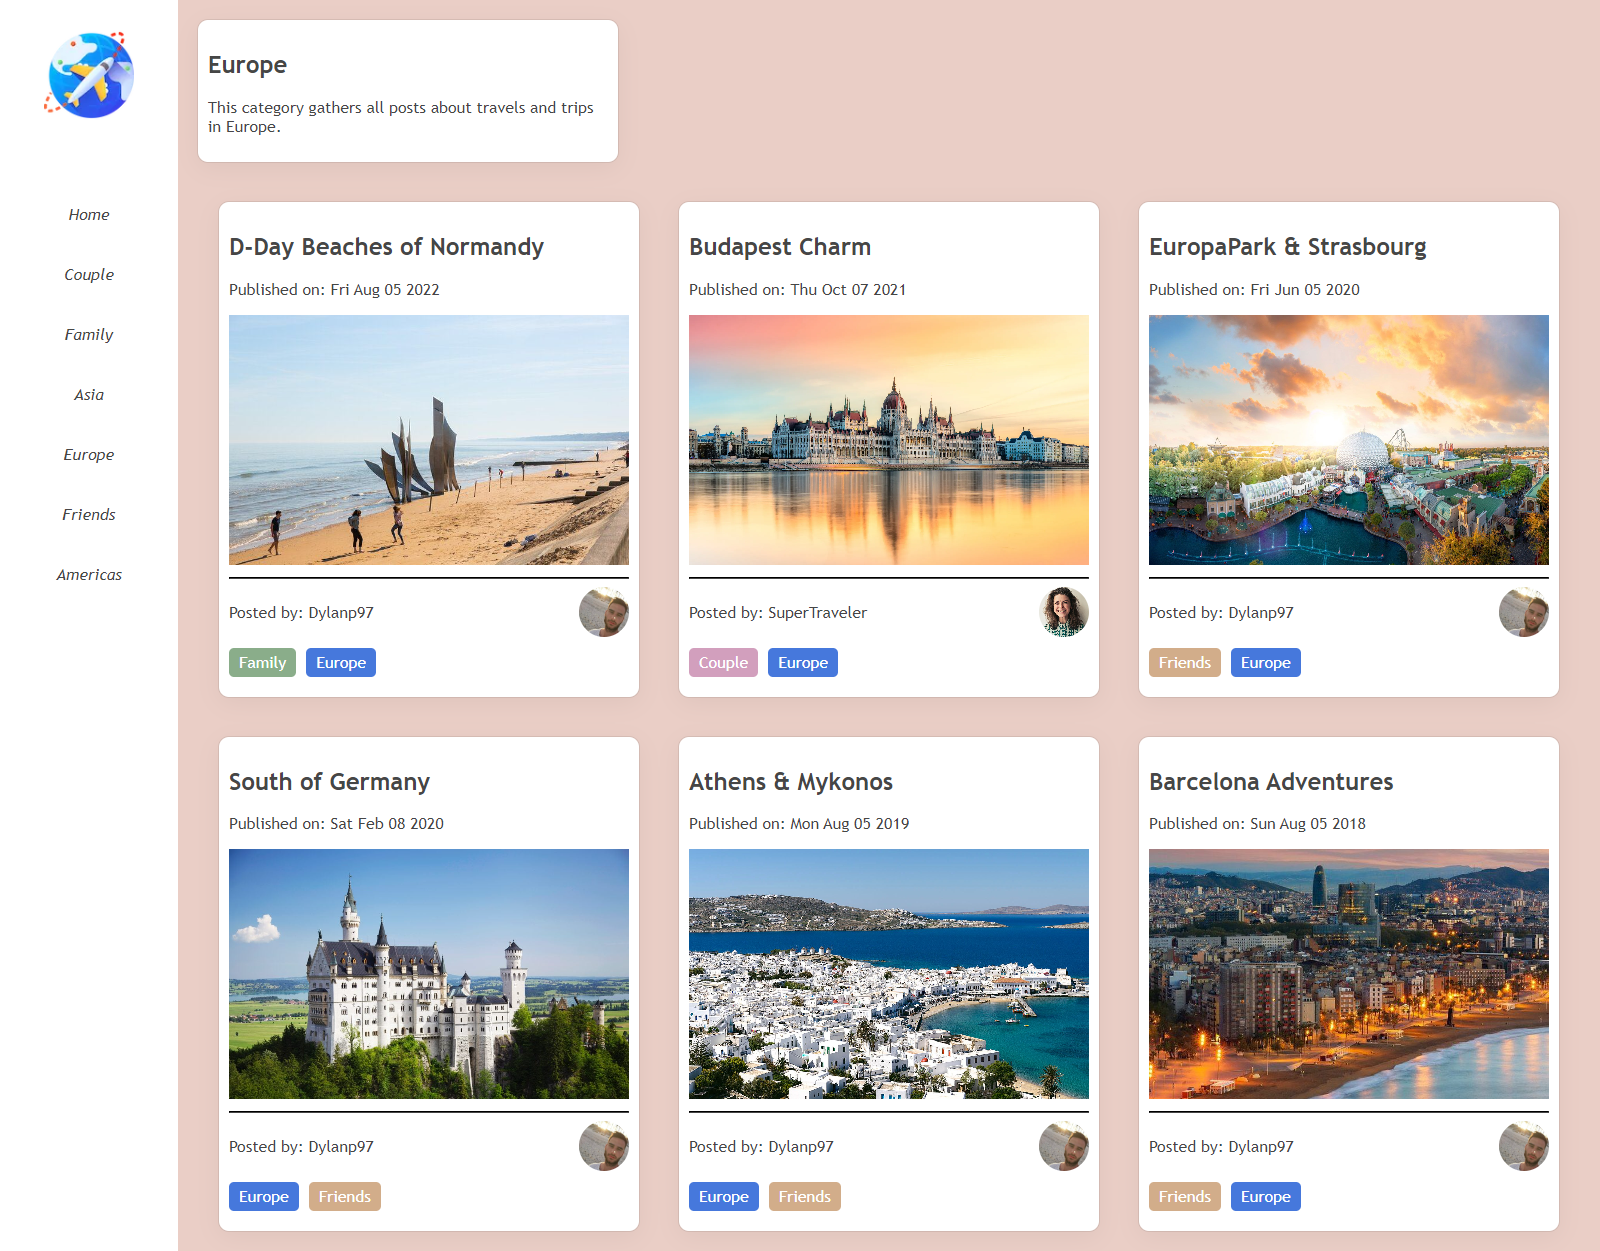 Home
Couple
Family
Asia
Europe
Friends
Americas
Europe
This category gathers all posts about travels and trips
in Europe.
D-Day Beaches of Normandy
Published on: Fri Aug 05 2022
Posted by: Dylanp97
Family Europe
Budapest Charm
Published on: Thu Oct 07 2021
Posted by: SuperTraveler
Couple Europe
EuropaPark & Strasbourg
Published on: Fri Jun 05 2020
Posted by: Dylanp97
Friends Europe
South of Germany
Published on: Sat Feb 08 2020
Posted by: Dylanp97
Europe Friends
Athens & Mykonos
Published on: Mon Aug 05 2019
Posted by: Dylanp97
Europe Friends
Barcelona Adventures
Published on: Sun Aug 05 2018
Posted by: Dylanp97
Friends Europe